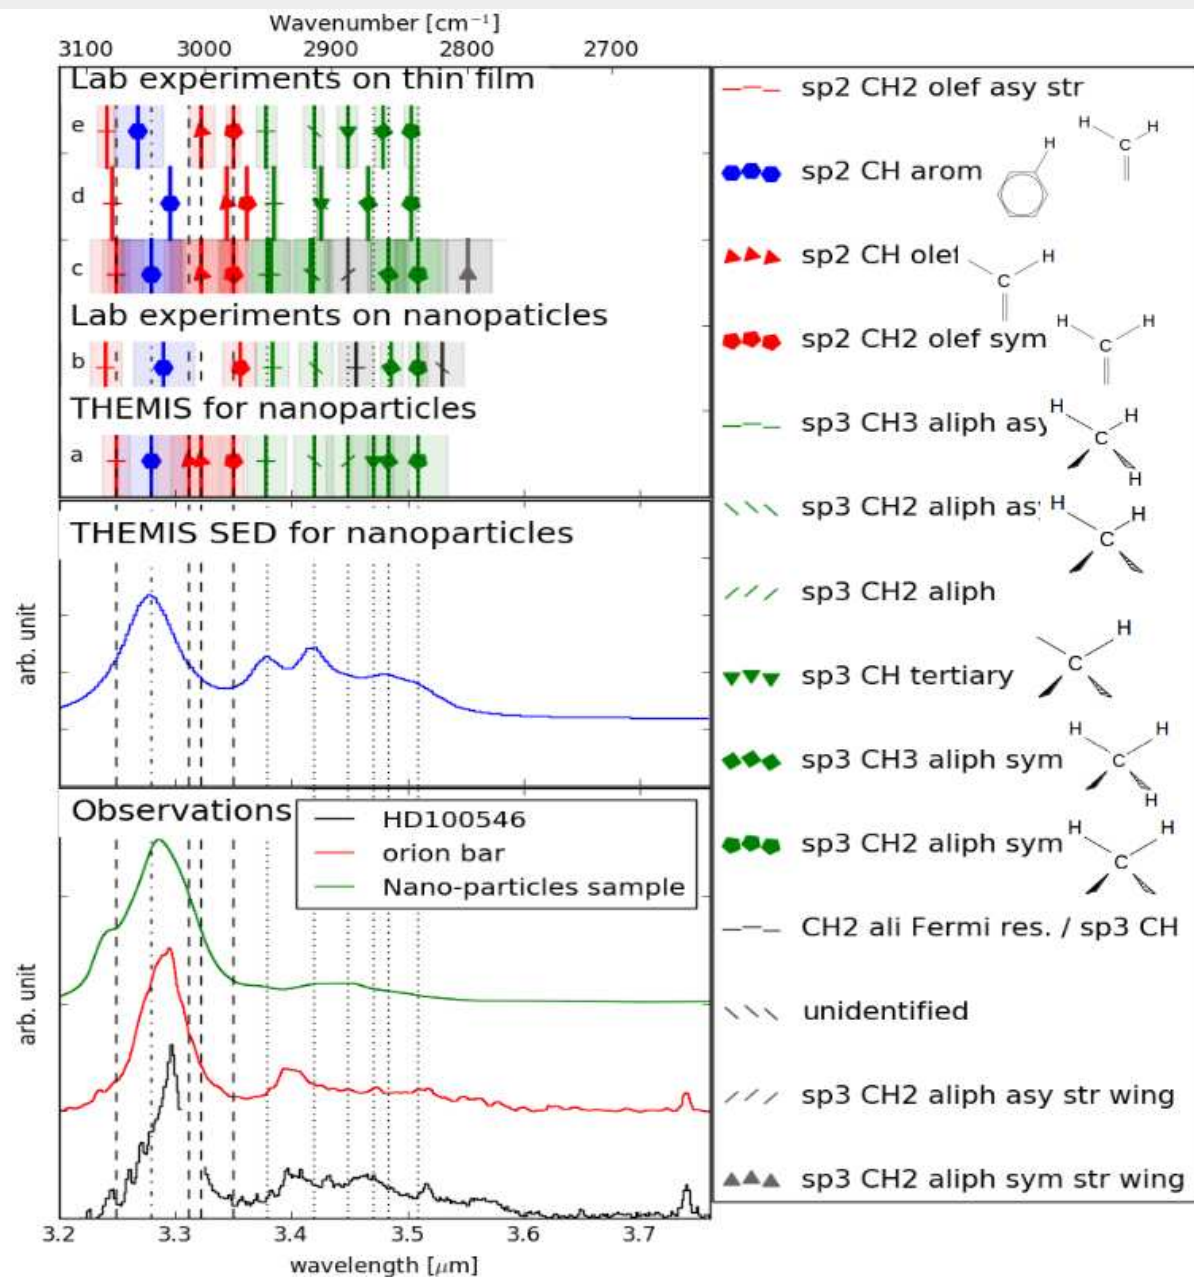 Wavenumber [cm⁻¹]
3100 3000 2900 2800 2700
Lab experiments on thin film
e
d
c
Lab experiments on nanopaticles
b
THEMIS for nanoparticles
a
THEMIS SED for nanoparticles
arb. unit
Observations
HD100546
orion bar
Nano-particles sample
arb. unit
3.2 3.3 3.4 3.5 3.6 3.7
wavelength [μm]
sp2 CH2 olef asy str
H H
C
sp2 CH arom
H
sp2 CH olef
H
C
sp2 CH2 olef sym
H H
C
sp3 CH3 aliph asy
H H
C
H
sp3 CH2 aliph asy
H H
C
sp3 CH2 aliph
sp3 CH tertiary
H
C
sp3 CH3 aliph sym
H H
C
H
sp3 CH2 aliph sym
H H
C
CH2 ali Fermi res. / sp3 CH
unidentified
sp3 CH2 aliph asy str wing
sp3 CH2 aliph sym str wing